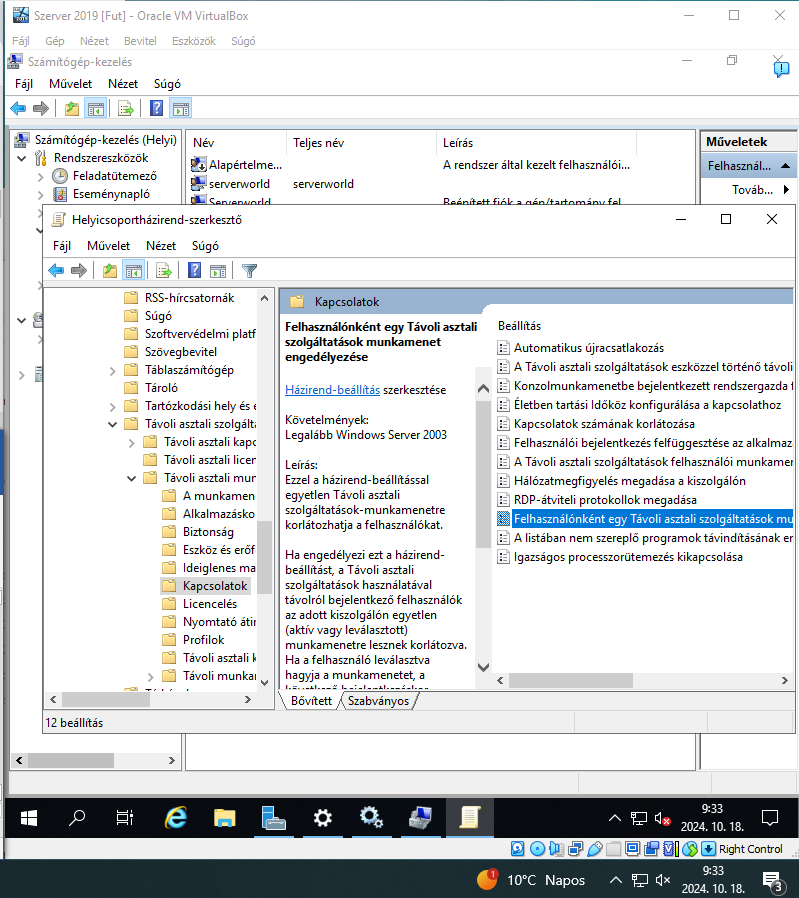 Szerver 2019 [Fut] - Oracle VM VirtualBox
Fájl Gép Nézet Bevitel Eszközök Súgó
Számítógép-kezelés
Fájl Művelet Nézet Súgó
Számítógép-kezelés (Helyi)
Rendszereszközök
Feladatütemező
Eseménynapló
Név Teljes név Leírás
Alapértelme... A rendszer által kezelt felhasználói...
serverworld serverworld
Serverworld Beépített fiók a gép/tartomány fel
Műveletek
Felhasznál...
Továb...
Helyicsoportházirend-szerkesztő
Fájl Művelet Nézet Súgó
RSS-hírcsatornák
Súgó
Szoftvervédelmi platf
Szövegbevitel
Táblaszámítógép
Tároló
Tartózkodási hely és é
Távoli asztali szolgált
Távoli asztali kapc
Távoli asztali licen
Távoli asztali mun
A munkamen
Alkalmazásko
Biztonság
Eszköz és erőf
Ideiglenes ma
Kapcsolatok
Licencelés
Nyomtató átir
Profilok
Távoli asztali k
Távoli munka
Kapcsolatok
Felhasználónként egy Távoli asztali
szolgáltatások munkamenet
engedélyezése
Házirend-beállítás szerkesztése
Követelmények:
Legalább Windows Server 2003
Leírás:
Ezzel a házirend-beállítással
egyetlen Távoli asztali
szolgáltatások-munkamenetre
korlátozhatja a felhasználókat.
Ha engedélyezi ezt a házirend-
beállítást, a Távoli asztali
szolgáltatások használatával
távolról bejelentkező felhasználók
az adott kiszolgálón egyetlen
(aktív vagy leválasztott)
munkamenetre lesznek korlátozva.
Ha a felhasználó leválasztva
hagyja a munkamenetet, a
következő bejelentkezéskor
Beállítás
Automatikus újracsatlakozás
A Távoli asztali szolgáltatások eszközzel történő távoli
Konzolmunkamenetbe bejelentkezett rendszergazda
Életben tartási Időköz konfigurálása a kapcsolathoz
Kapcsolatok számának korlátozása
Felhasználói bejelentkezés felfüggesztése az alkalmaz
A Távoli asztali szolgáltatások felhasználói munkamer
Hálózatmegfigyelés megadása a kiszolgálón
RDP-átviteli protokollok megadása
Felhasználónként egy Távoli asztali szolgáltatások mu
A listában nem szereplő programok távindításának er
Igazságos processzorütemezés kikapcsolása
Bővített Szabványos
12 beállítás
9:33
2024. 10. 18.
Right Control
1
10°C Napos
9:33
2024. 10. 18.
3